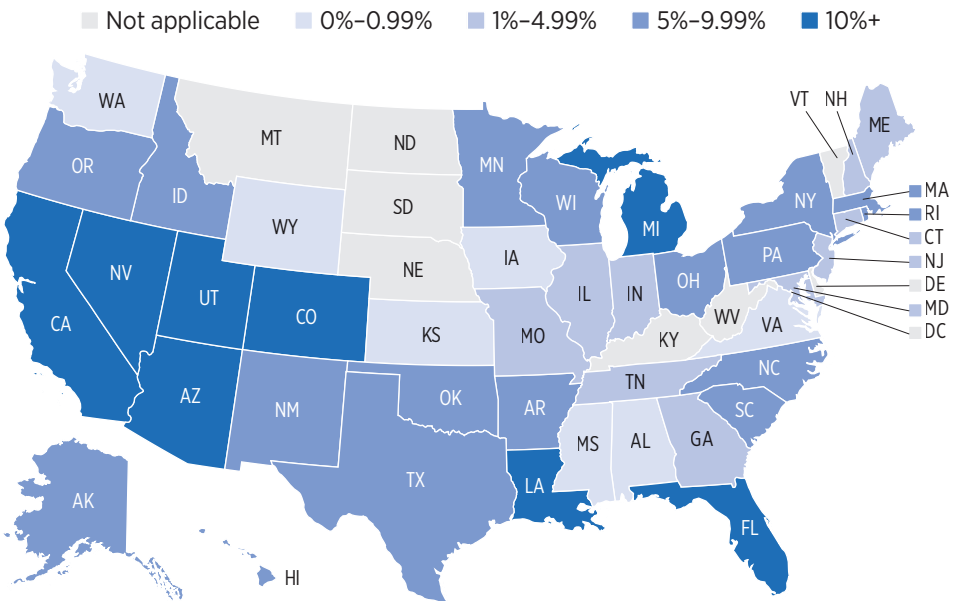 Not applicable 0%–0.99% 1%–4.99% 5%–9.99% 10%+
WA
VT NH
ME
MT
ND
MN
OR
ID
SD
WI
NY
MA
WY
MI
RI
CT
IA
PA
NJ
NE
NV
OH
DE
UT
IL
IN
MD
CO
WV
CA
KS
MO
VA
DC
KY
NC
TN
AZ
OK
NM
AR
SC
MS
AL
GA
TX
LA
AK
FL
HI